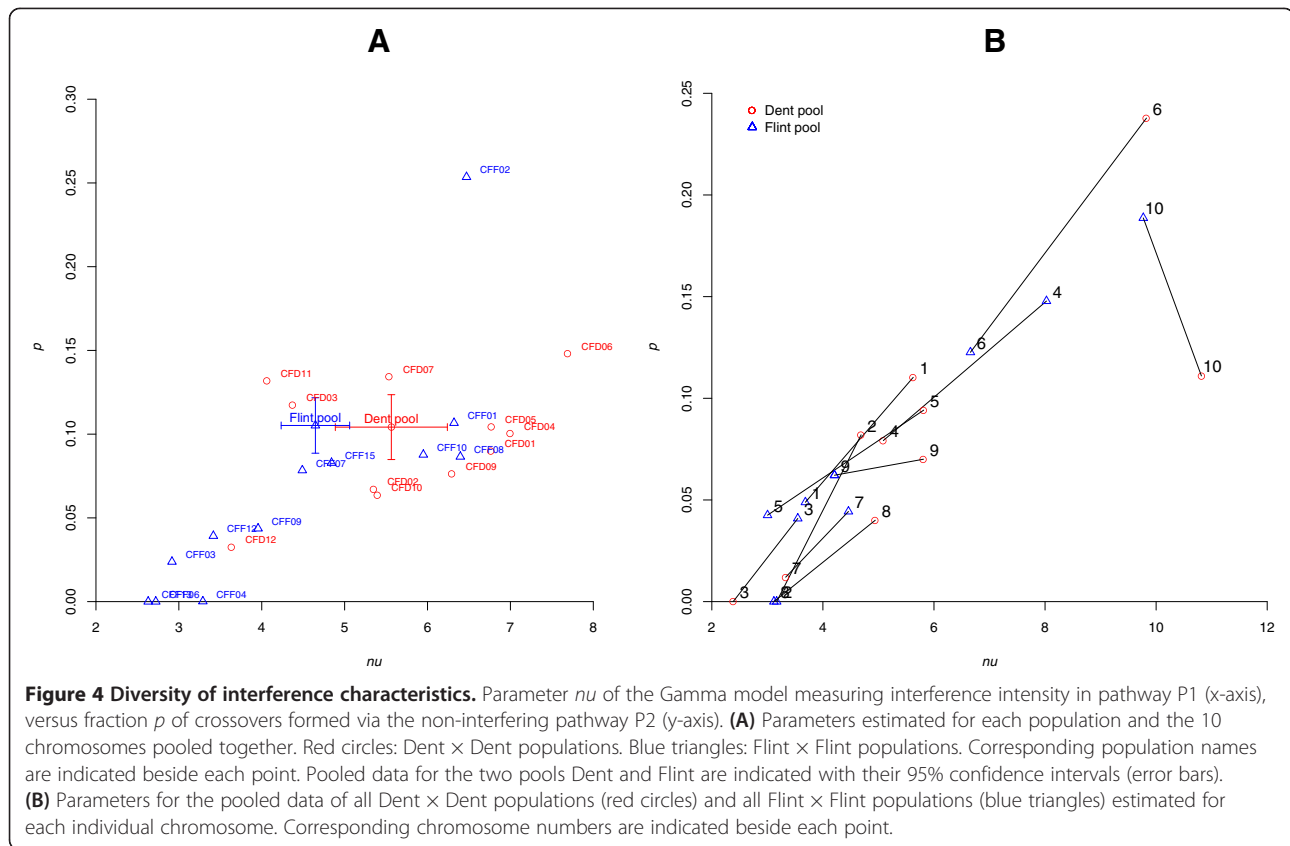 A
B
0.30
0.25
0.20
0.15
0.10
0.05
0.00
p
2
3
4
5
6
7
8
nu
CFF02
CFD06
CFD11
CFD07
CFD03
Flint pool
Dent pool
CFF01
CFD05
CFD04
CFD01
CFF10
CFF08
CFF15
CFF07
CFD09
CFD02
CFD10
CFF09
CFF12
CFD12
CFF03
CFF13
CFF06
CFF04
Dent pool
Flint pool
0.25
0.20
0.15
0.10
0.05
0.00
p
2
4
6
8
10
12
nu
6
10
4
6
10
1
5
2
4
9
9
3
5
1
3
7
8
7
3
8
2
Figure 4 Diversity of interference characteristics. Parameter nu of the Gamma model measuring interference intensity in pathway P1 (x-axis),
versus fraction p of crossovers formed via the non-interfering pathway P2 (y-axis). (A) Parameters estimated for each population and the 10
chromosomes pooled together. Red circles: Dent × Dent populations. Blue triangles: Flint × Flint populations. Corresponding population names
are indicated beside each point. Pooled data for the two pools Dent and Flint are indicated with their 95% confidence intervals (error bars).
(B) Parameters for the pooled data of all Dent × Dent populations (red circles) and all Flint × Flint populations (blue triangles) estimated for
each individual chromosome. Corresponding chromosome numbers are indicated beside each point.